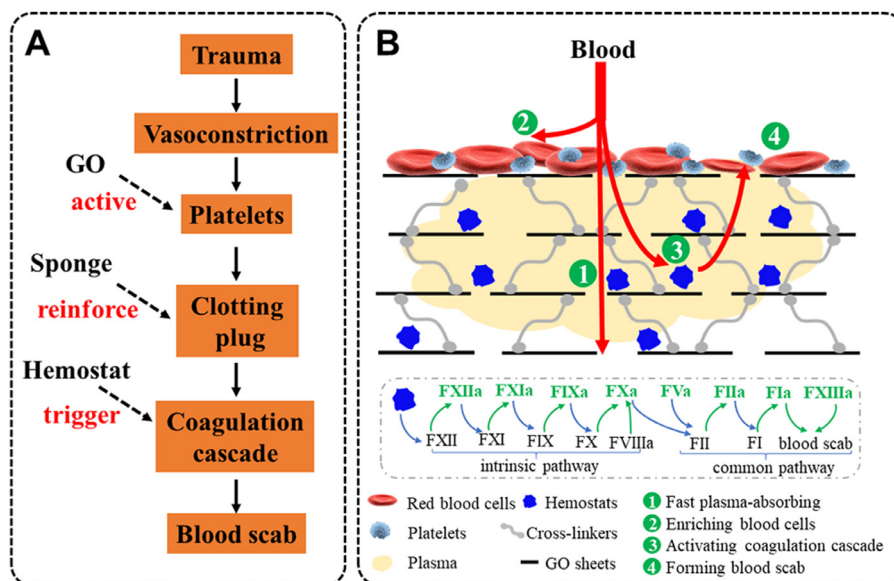 A
Trauma
Vasoconstriction
GO
active
Platelets
Sponge
reinforce
Clotting
plug
Hemostat
trigger
Coagulation
cascade
Blood scab
B
Blood
2
4
3
1
FXIIa FXIa FIXa FXa FVa FIIa FIa FXIIIa
FXII FXI FIX FX FVIIIa FII FI blood scab
intrinsic pathway common pathway
Red blood cells Hemostats
Platelets Cross-linkers
Plasma GO sheets
1 Fast plasma-absorbing
2 Enriching blood cells
3 Activating coagulation cascade
4 Forming blood scab